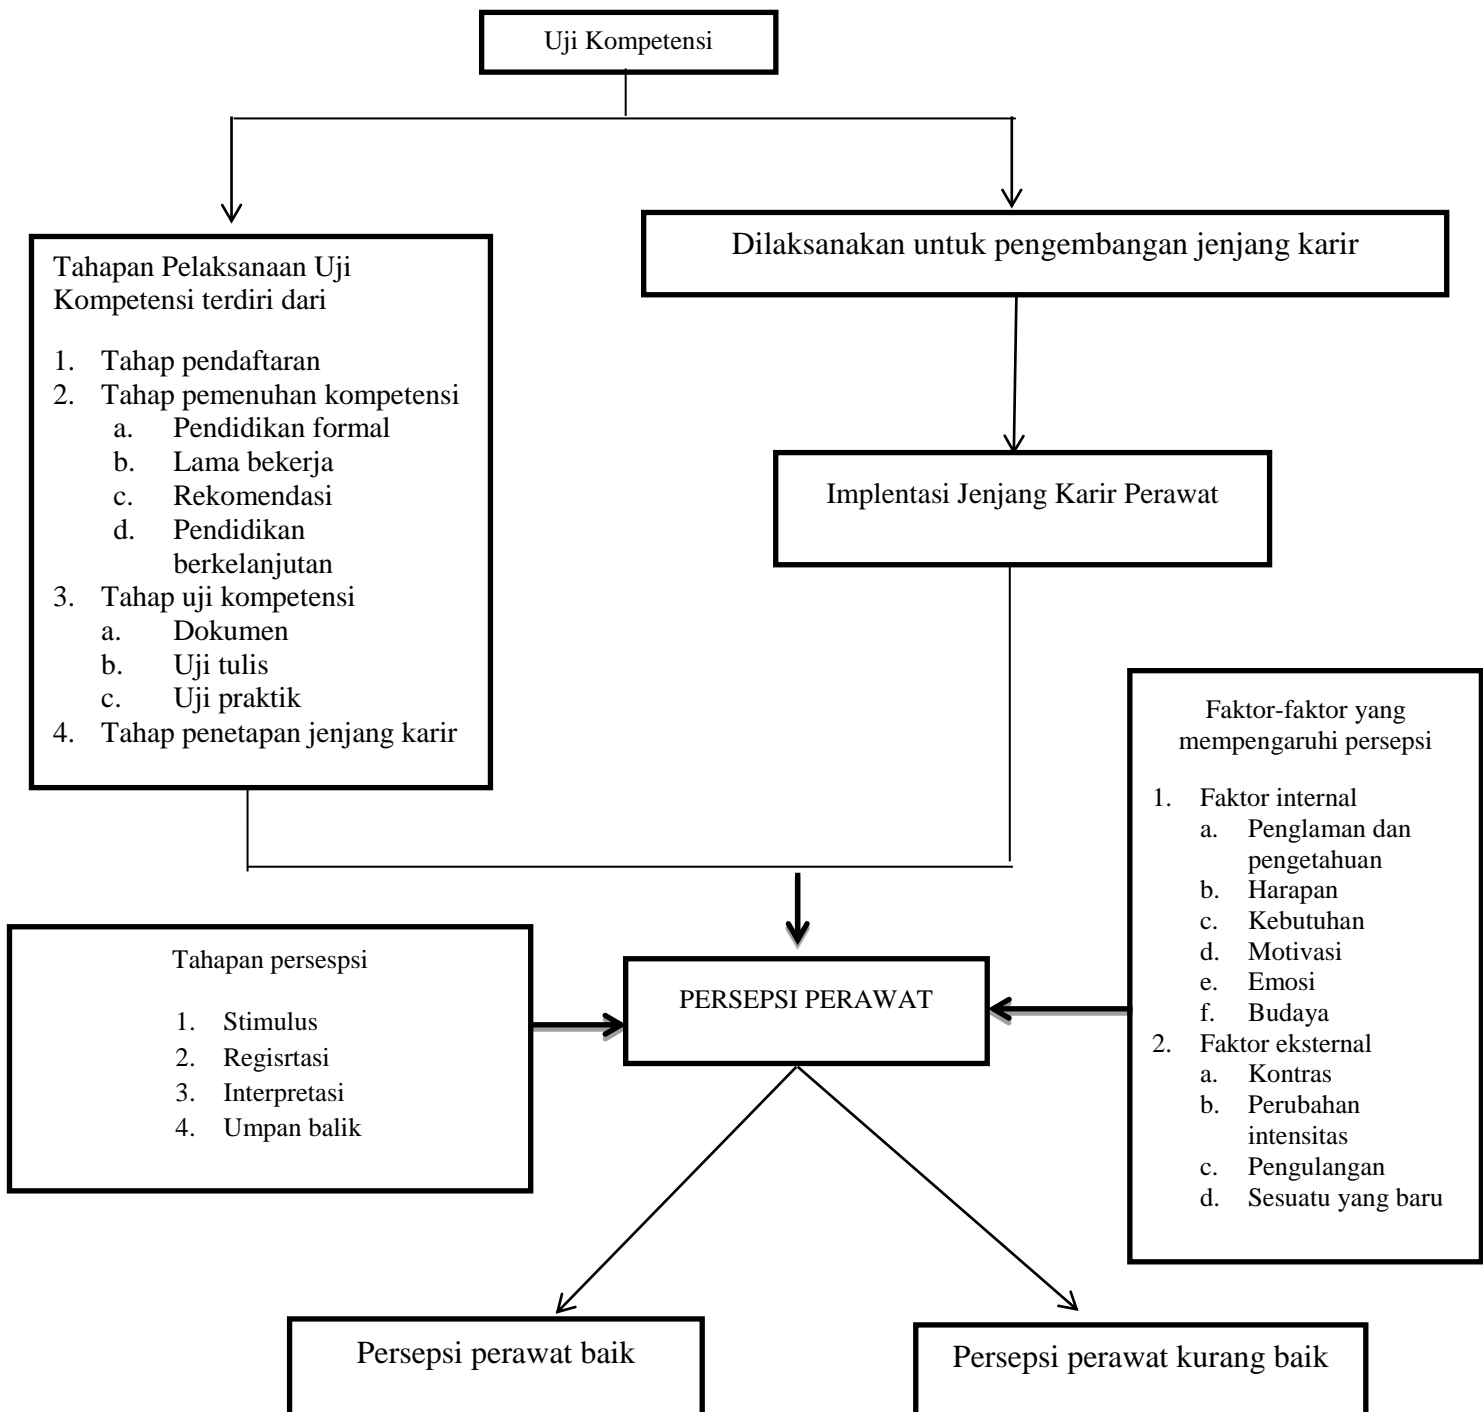 Uji Kompetensi
Dilaksanakan untuk pengembangan jenjang karir
Tahapan Pelaksanaan Uji
Kompetensi terdiri dari
1. Tahap pendaftaran
2. Tahap pemenuhan kompetensi
a. Pendidikan formal
b. Lama bekerja
c. Rekomendasi
d. Pendidikan
berkelanjutan
3. Tahap uji kompetensi
a. Dokumen
b. Uji tulis
c. Uji praktik
4. Tahap penetapan jenjang karir
Implentasi Jenjang Karir Perawat
Faktor-faktor yang
mempengaruhi persepsi
1. Faktor internal
a. Penglaman dan
pengetahuan
b. Harapan
c. Kebutuhan
d. Motivasi
e. Emosi
f. Budaya
2. Faktor eksternal
a. Kontras
b. Perubahan
intensitas
c. Pengulangan
d. Sesuatu yang baru
Tahapan persespsi
1. Stimulus
2. Regisrtasi
3. Interpretasi
4. Umpan balik
PERSEPSI PERAWAT
Persepsi perawat baik
Persepsi perawat kurang baik